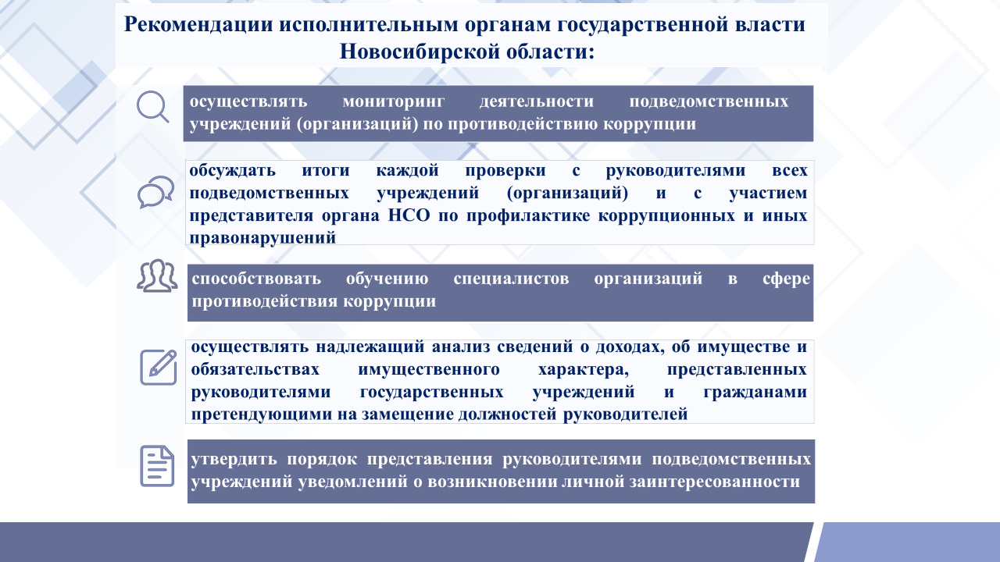 Рекомендации исполнительным органам государственной власти
Новосибирской области:
осуществлять мониторинг деятельности подведомственных
учреждений (организаций) по противодействию коррупции
обсуждать итоги каждой проверки с руководителями всех
подведомственных учреждений (организаций) и с участием
представителя органа НСО по профилактике коррупционных и иных
правонарушений
способствовать обучению специалистов организаций в сфере
противодействия коррупции
осуществлять надлежащий анализ сведений о доходах, об имуществе и
обязательствах имущественного характера, представленных
руководителями государственных учреждений и гражданами
претендующими на замещение должностей руководителей
утвердить порядок представления руководителями подведомственных
учреждений уведомлений о возникновении личной заинтересованности